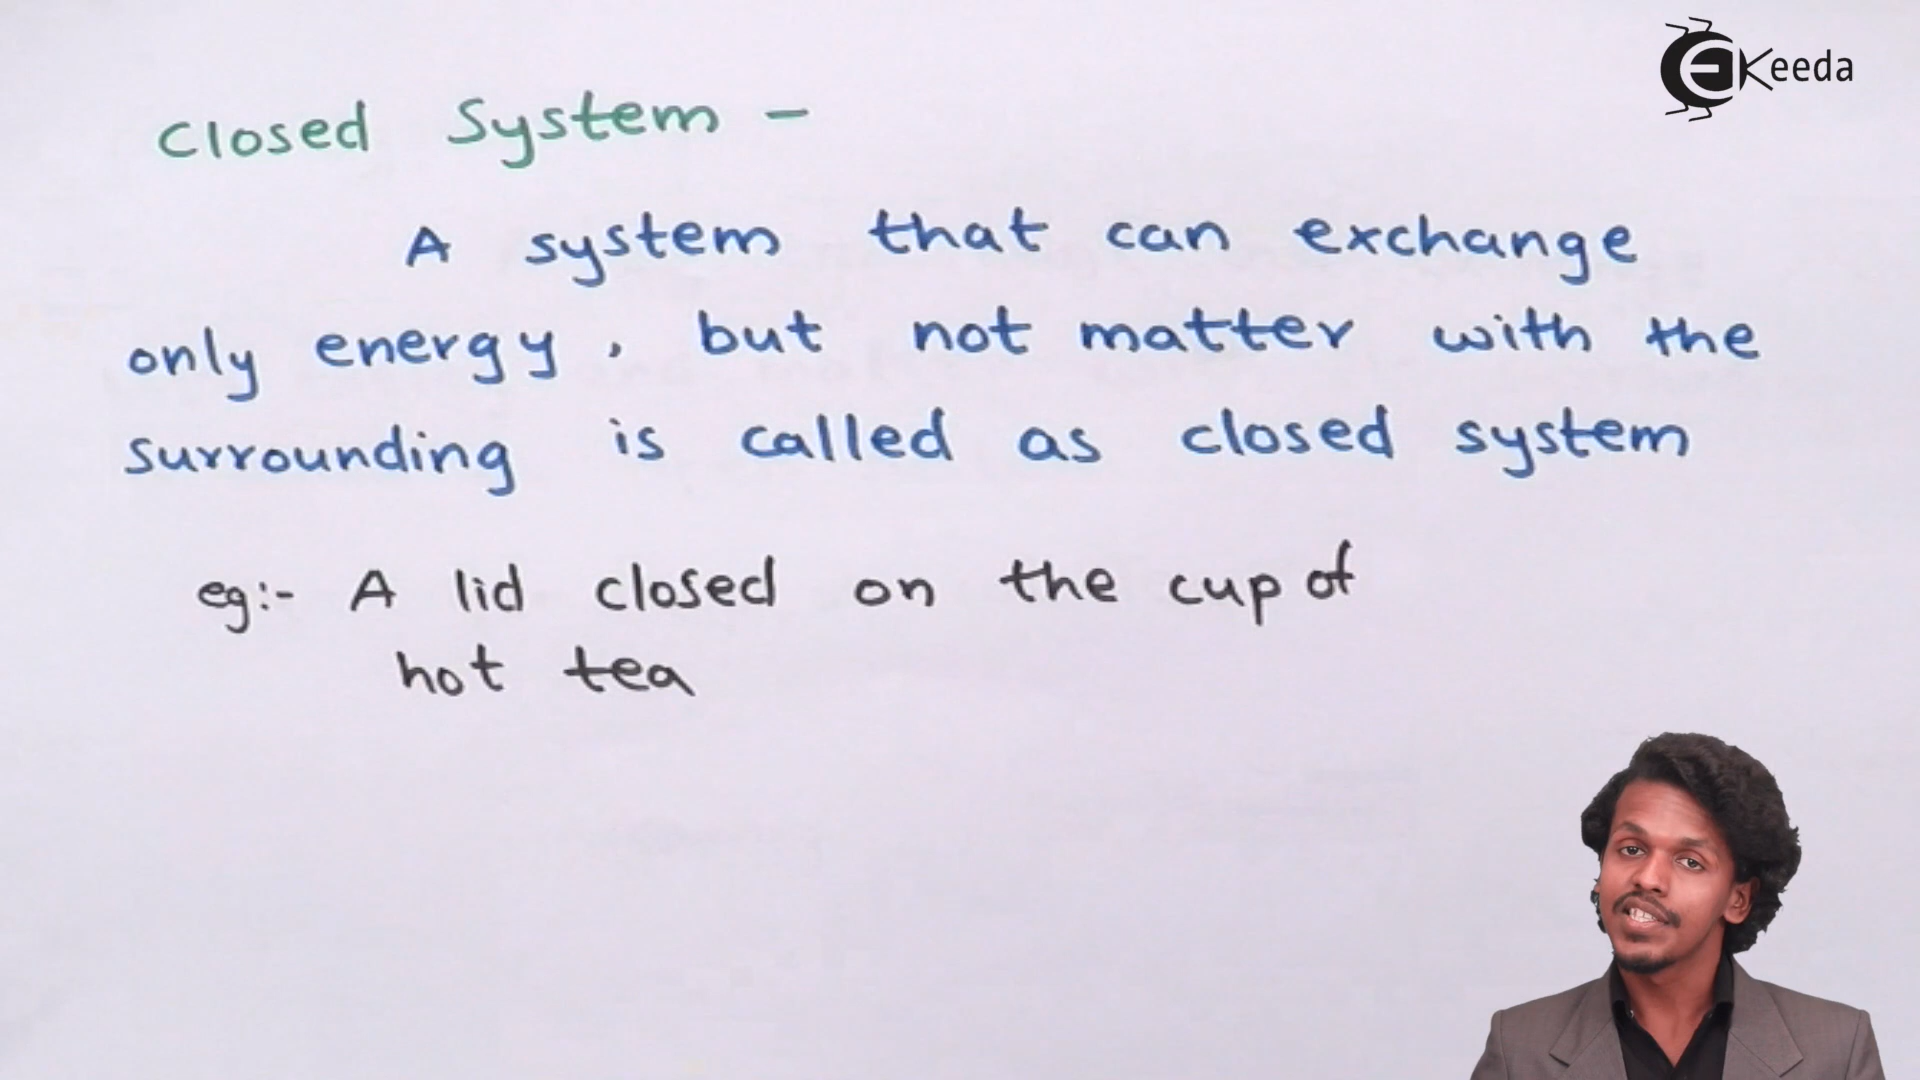 EKeeda
Closed System -
A system that can exchange
only energy, but not matter with the
surrounding is called as closed system
eg:- A lid closed on the cup of
hot tea